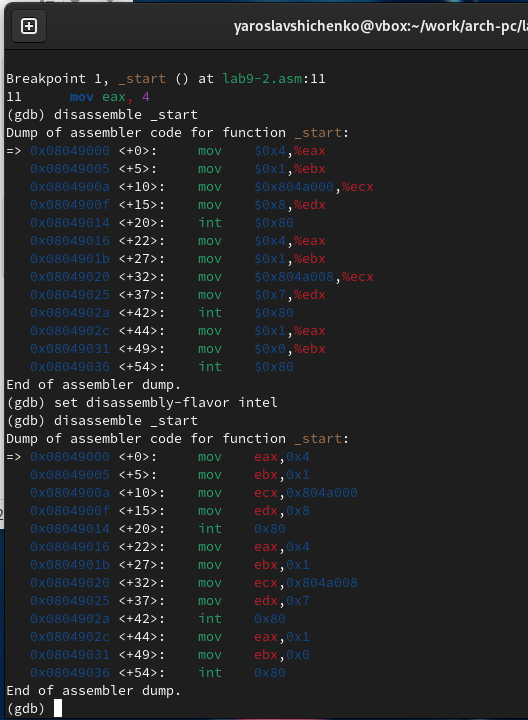 yaroslavshichenko@vbox:~/work/arch-pc/l
Breakpoint 1, _start () at lab9-2.asm:11
11      mov eax, 4
(gdb) disassemble _start
Dump of assembler code for function _start:
=> 0x08049000 <+0>:     mov    $0x4,%eax
   0x08049005 <+5>:     mov    $0x1,%ebx
   0x0804900a <+10>:    mov    $0x804a000,%ecx
   0x0804900f <+15>:    mov    $0x8,%edx
   0x08049014 <+20>:    int    $0x80
   0x08049016 <+22>:    mov    $0x4,%eax
   0x0804901b <+27>:    mov    $0x1,%ebx
   0x08049020 <+32>:    mov    $0x804a008,%ecx
   0x08049025 <+37>:    mov    $0x7,%edx
   0x0804902a <+42>:    int    $0x80
   0x0804902c <+44>:    mov    $0x1,%eax
   0x08049031 <+49>:    mov    $0x0,%ebx
   0x08049036 <+54>:    int    $0x80
End of assembler dump.
(gdb) set disassembly-flavor intel
(gdb) disassemble _start
Dump of assembler code for function _start:
=> 0x08049000 <+0>:     mov    eax,0x4
   0x08049005 <+5>:     mov    ebx,0x1
   0x0804900a <+10>:    mov    ecx,0x804a000
   0x0804900f <+15>:    mov    edx,0x8
   0x08049014 <+20>:    int    0x80
   0x08049016 <+22>:    mov    eax,0x4
   0x0804901b <+27>:    mov    ebx,0x1
   0x08049020 <+32>:    mov    ecx,0x804a008
   0x08049025 <+37>:    mov    edx,0x7
   0x0804902a <+42>:    int    0x80
   0x0804902c <+44>:    mov    eax,0x1
   0x08049031 <+49>:    mov    ebx,0x0
   0x08049036 <+54>:    int    0x80
End of assembler dump.
(gdb)